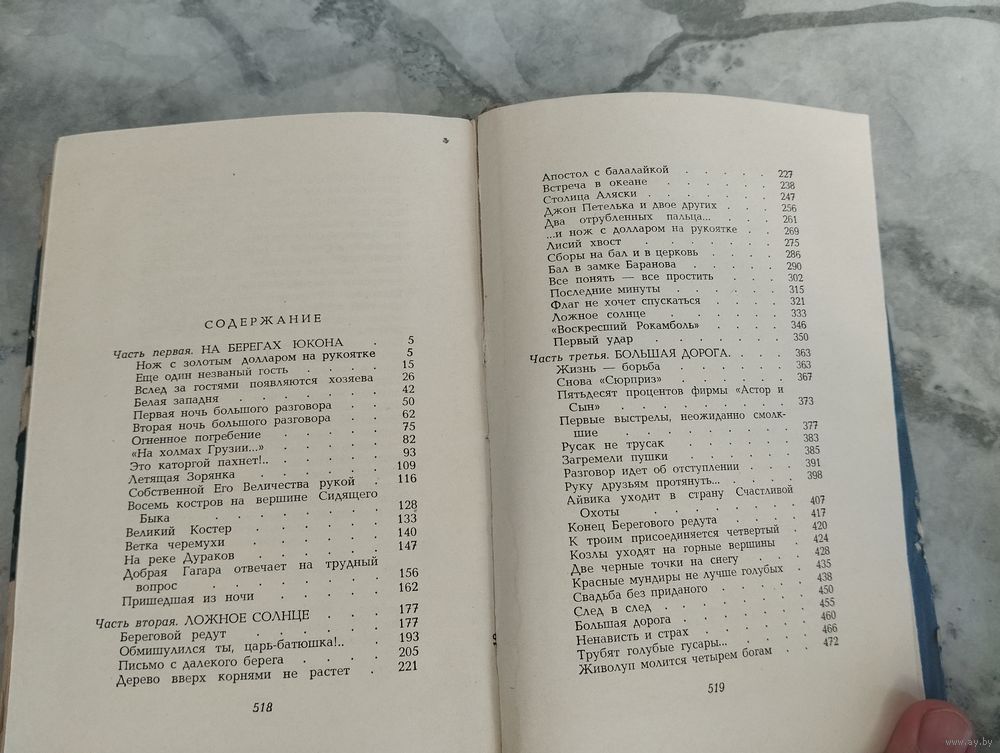 СОДЕРЖАНИЕ
Часть первая. НА БЕРЕГАХ ЮКОНА . 5
Нож с золотым долларом на рукоятке 5
Еще один незваный гость . . . . 15
Вслед за гостями появляются хозяева 26
Белая западня . . . . . . . 42
Первая ночь большого разговора . . 50
Вторая ночь большого разговора . . 62
Огненное погребение . . . . . 75
«На холмах Грузии...» . . . . . 82
Это каторгой пахнет!.. . . . . . 93
Летящая Зорянка . . . . . . 109
Собственной Его Величества рукой . 116
Восемь костров на вершине Сидящего
Быка . . . . . . . . . 128
Великий Костер . . . . . . 133
Ветка черемухи . . . . . . 140
На реке Дураков . . . . . . 147
Добрая Гагара отвечает на трудный
вопрос . . . . . . . . 156
Пришедшая из ночи . . . . . 162
Часть вторая. ЛОЖНОЕ СОЛНЦЕ . . 177
Береговой редут . . . . . . 177
Обмишулился ты, царь-батюшка!.. . . 193
Письмо с далекого берега . . . . 205
Дерево вверх корнями не растет . 221
518
Апостол с балалайкой . . . . . 227
Встреча в океане . . . . . . 238
Столица Аляски . . . . . . 247
Джон Петелька и двое других . . . 256
Два отрубленных пальца... . . . 261
...и нож с долларом на рукоятке . . 269
Лисий хвост . . . . . . . 275
Сборы на бал и в церковь . . . . 286
Бал в замке Баранова . . . . . 290
Все понять — все простить . . . . 302
Последние минуты . . . . . . 315
Флаг не хочет спускаться . . . . 321
Ложное солнце . . . . . . 333
«Воскресший Рокамболь» . . . . 346
Первый удар . . . . . . . 350
Часть третья. БОЛЬШАЯ ДОРОГА. . . . 363
Жизнь — борьба . . . . . . 363
Снова «Сюрприз» . . . . . . 367
Пятьдесят процентов фирмы «Астор и
Сын» . . . . . . . . 373
Первые выстрелы, неожиданно смолк-
шие . . . . . . . . . 377
Русак не трусак . . . . . . 383
Загремели пушки . . . . . . 385
Разговор идет об отступлении . . . 391
Руку друзьям протянуть... . . . . 398
Айвика уходит в страну Счастливой
Охоты . . . . . . . . 407
Конец Берегового редута . . . . 417
К троим присоединяется четвертый . 420
Козлы уходят на горные вершины . . 424
Две черные точки на снегу . . . . 428
Красные мундиры не лучше голубых . 435
Свадьба без приданого . . . . . 438
След в след . . . . . . . 450
Большая дорога . . . . . . 455
Ненависть и страх . . . . . . 460
Трубят голубые гусары... . . . . 466
Живолуп молится четырем богам . . 472
519
www.ay.by